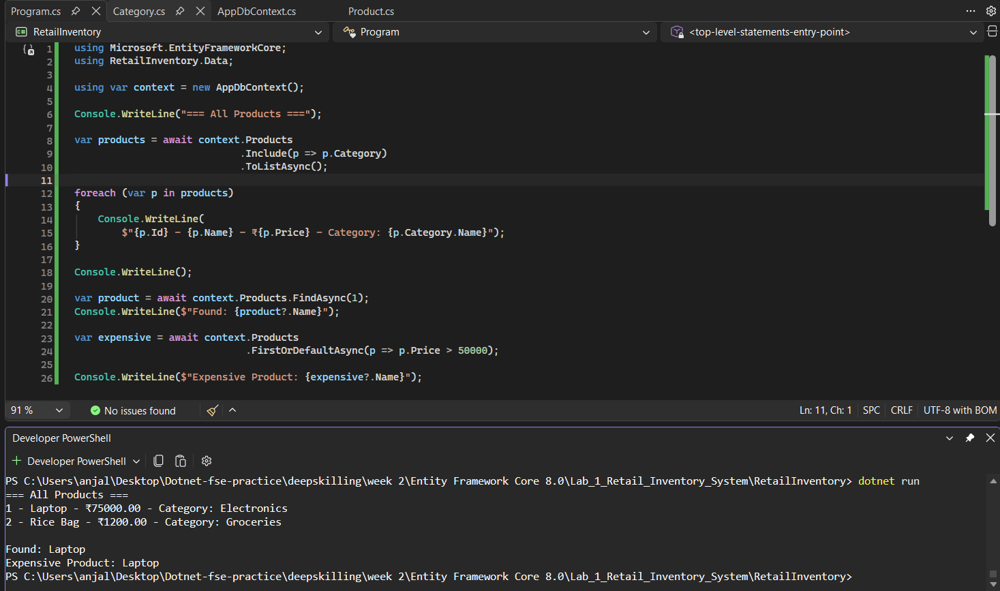 Program.cs Category.cs AppDbContext.cs Product.cs
C# RetailInventory Program <top-level-statements-entry-point>
1 using Microsoft.EntityFrameworkCore;
2 using RetailInventory.Data;
3
4 using var context = new AppDbContext();
5
6 Console.WriteLine("=== All Products ===");
7
8 var products = await context.Products
9 .Include(p => p.Category)
10 .ToListAsync();
11
12 foreach (var p in products)
13 {
14 Console.WriteLine(
15 $"{p.Id} - {p.Name} - ₹{p.Price} - Category: {p.Category.Name}");
16 }
17
18 Console.WriteLine();
19
20 var product = await context.Products.FindAsync(1);
21 Console.WriteLine($"Found: {product?.Name}");
22
23 var expensive = await context.Products
24 .FirstOrDefaultAsync(p => p.Price > 50000);
25
26 Console.WriteLine($"Expensive Product: {expensive?.Name}");
91 % No issues found Ln: 11, Ch: 1 SPC CRLF UTF-8 with BOM
Developer PowerShell
Developer PowerShell
PS C:\Users\anjal\Desktop\Dotnet-fse-practice\deepskilling\week 2\Entity Framework Core 8.0\Lab_1_Retail_Inventory_System\RetailInventory> dotnet run
=== All Products ===
1 - Laptop - ₹75000.00 - Category: Electronics
2 - Rice Bag - ₹1200.00 - Category: Groceries
Found: Laptop
Expensive Product: Laptop
PS C:\Users\anjal\Desktop\Dotnet-fse-practice\deepskilling\week 2\Entity Framework Core 8.0\Lab_1_Retail_Inventory_System\RetailInventory>